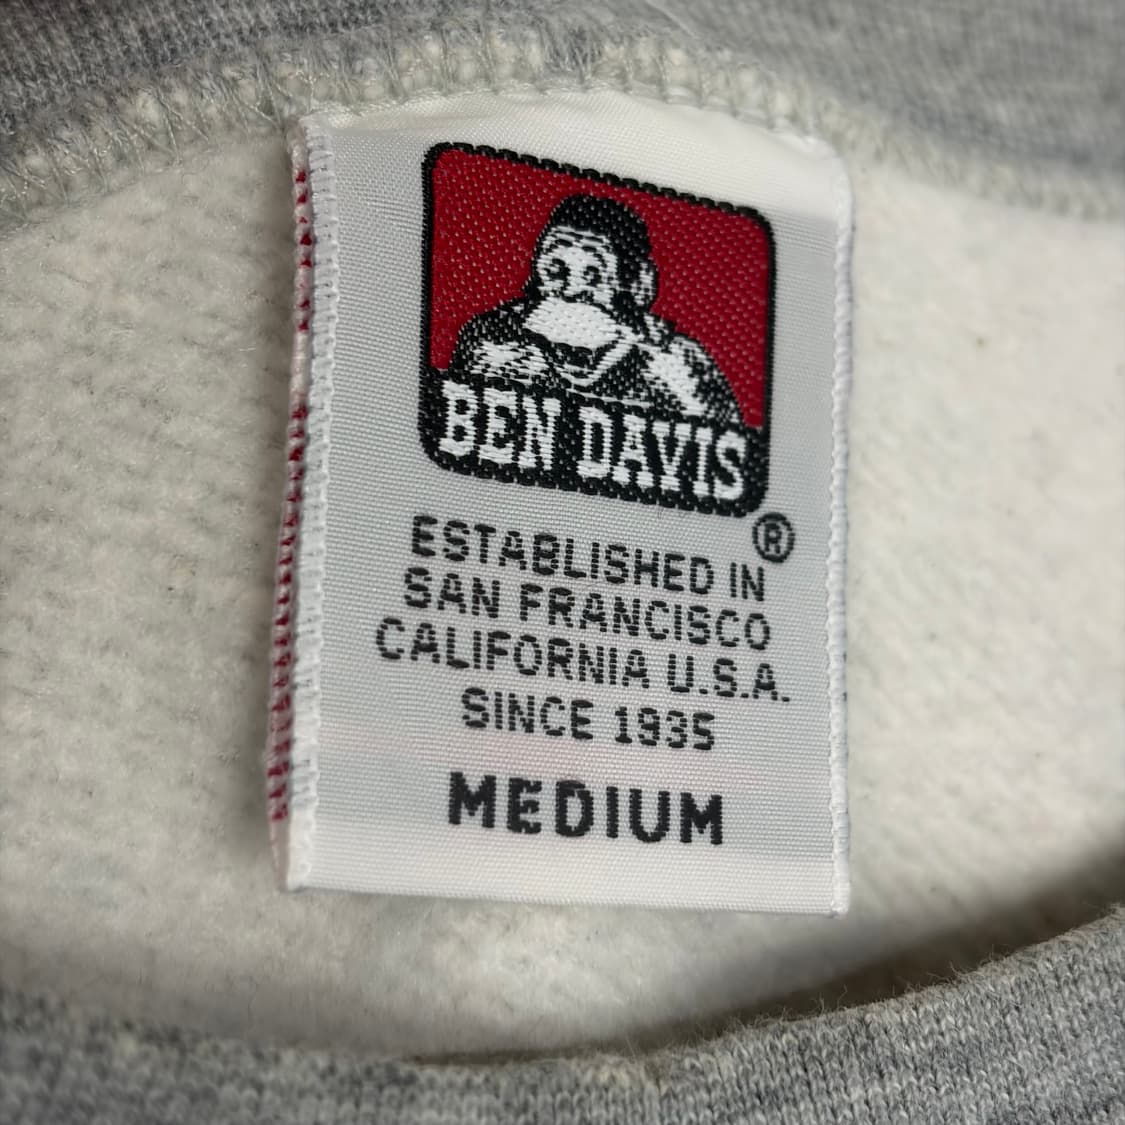 BEN DAVIS
®
ESTABLISHED IN
SAN FRANCISCO
CALIFORNIA U.S.A.
SINCE 1935
MEDIUM